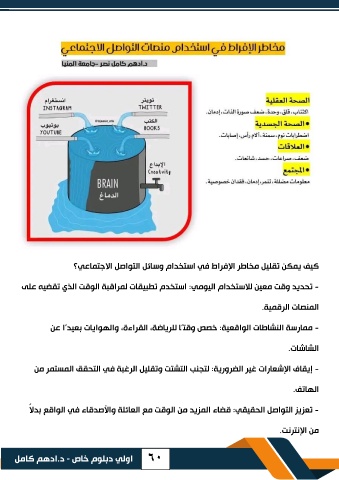 مخاطر الإفراط في استخدام منصات التواصل الاجتماعي
د.ادهم كامل نصر -جامعة المنيا
انستغرام
INSTAGRAM
تويتر
TWITTER
يوتيوب
YOUTUBE
الكتب
BOOKS
الإبداع
Creativity
BRAIN
الدماغ
الصحة العقلية
اكتئاب، قلق، وحدة، ضعف صورة الذات، إدمان.
●الصحة الجسدية
اضطرابات نوم، سمنة، آلام رأس، إصابات.
●العلاقات
ضعف، صراعات، حسد، شائعات.
●المجتمع
معلومات مضللة، تنمر، إدمان، فقدان خصوصية.
كيف يمكن تقليل مخاطر الإفراط في استخدام وسائل التواصل الاجتماعي؟
- تحديد وقت معين للاستخدام اليومي: استخدم تطبيقات لمراقبة الوقت الذي تقضيه على
المنصات الرقمية.
- ممارسة النشاطات الواقعية: خصص وقتًا للرياضة، القراءة، والهوايات بعيدًا عن
الشاشات.
- إيقاف الإشعارات غير الضرورية: لتجنب التشتت وتقليل الرغبة في التحقق المستمر من
الهاتف.
- تعزيز التواصل الحقيقي: قضاء المزيد من الوقت مع العائلة والأصدقاء في الواقع بدلاً
من الإنترنت.
٦٠
اولي دبلوم خاص - د.ادهم كامل